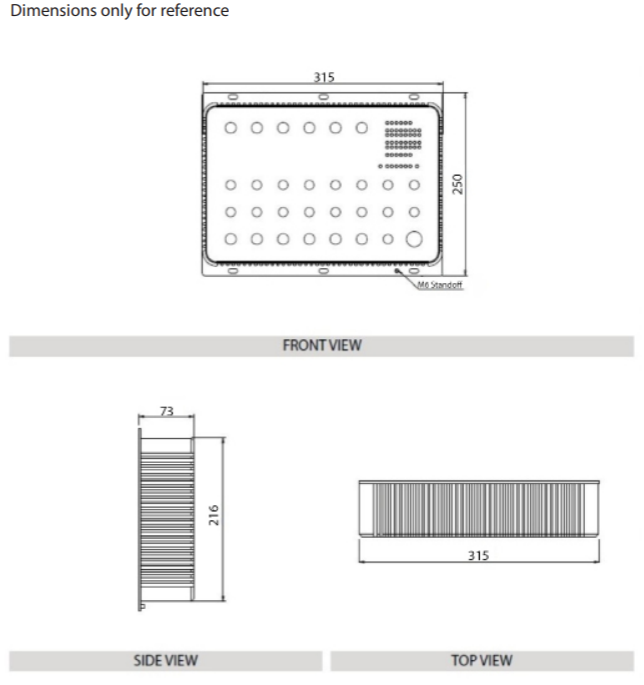 Dimensions only for reference
315
250
M6 Standoff
FRONT VIEW
73
216
315
SIDE VIEW
TOP VIEW